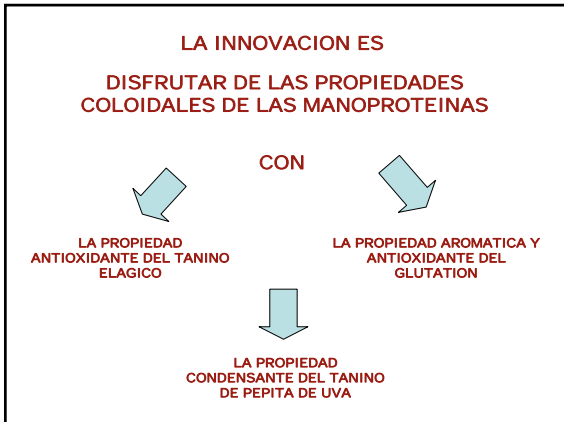 LA INNOVACION ES
DISFRUTAR DE LAS PROPIEDADES
COLOIDALES DE LAS MANOPROTEINAS
CON
LA PROPIEDAD
ANTIOXIDANTE DEL TANINO
ELAGICO
LA PROPIEDAD AROMATICA Y
ANTIOXIDANTE DEL
GLUTATION
LA PROPIEDAD
CONDENSANTE DEL TANINO
DE PEPITA DE UVA